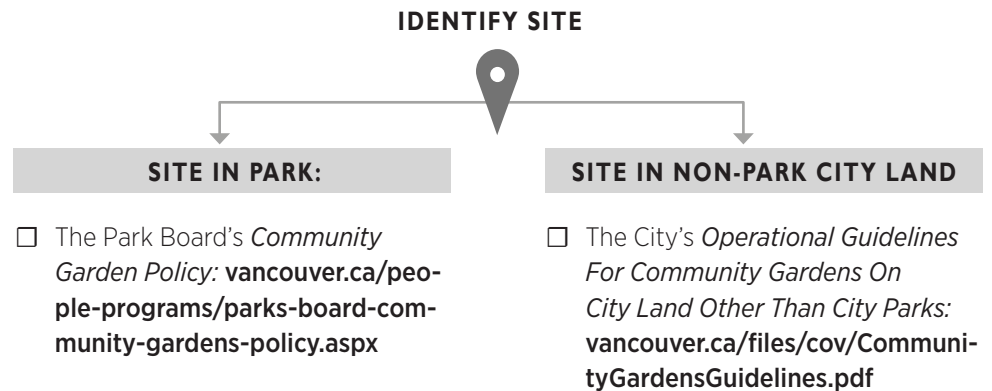 IDENTIFY SITE
SITE IN PARK:
☐ The Park Board's Community
Garden Policy: vancouver.ca/peo-
ple-programs/parks-board-com-
munity-gardens-policy.aspx
SITE IN NON-PARK CITY LAND
☐ The City's Operational Guidelines
For Community Gardens On
City Land Other Than City Parks:
vancouver.ca/files/cov/Communi-
tyGardensGuidelines.pdf